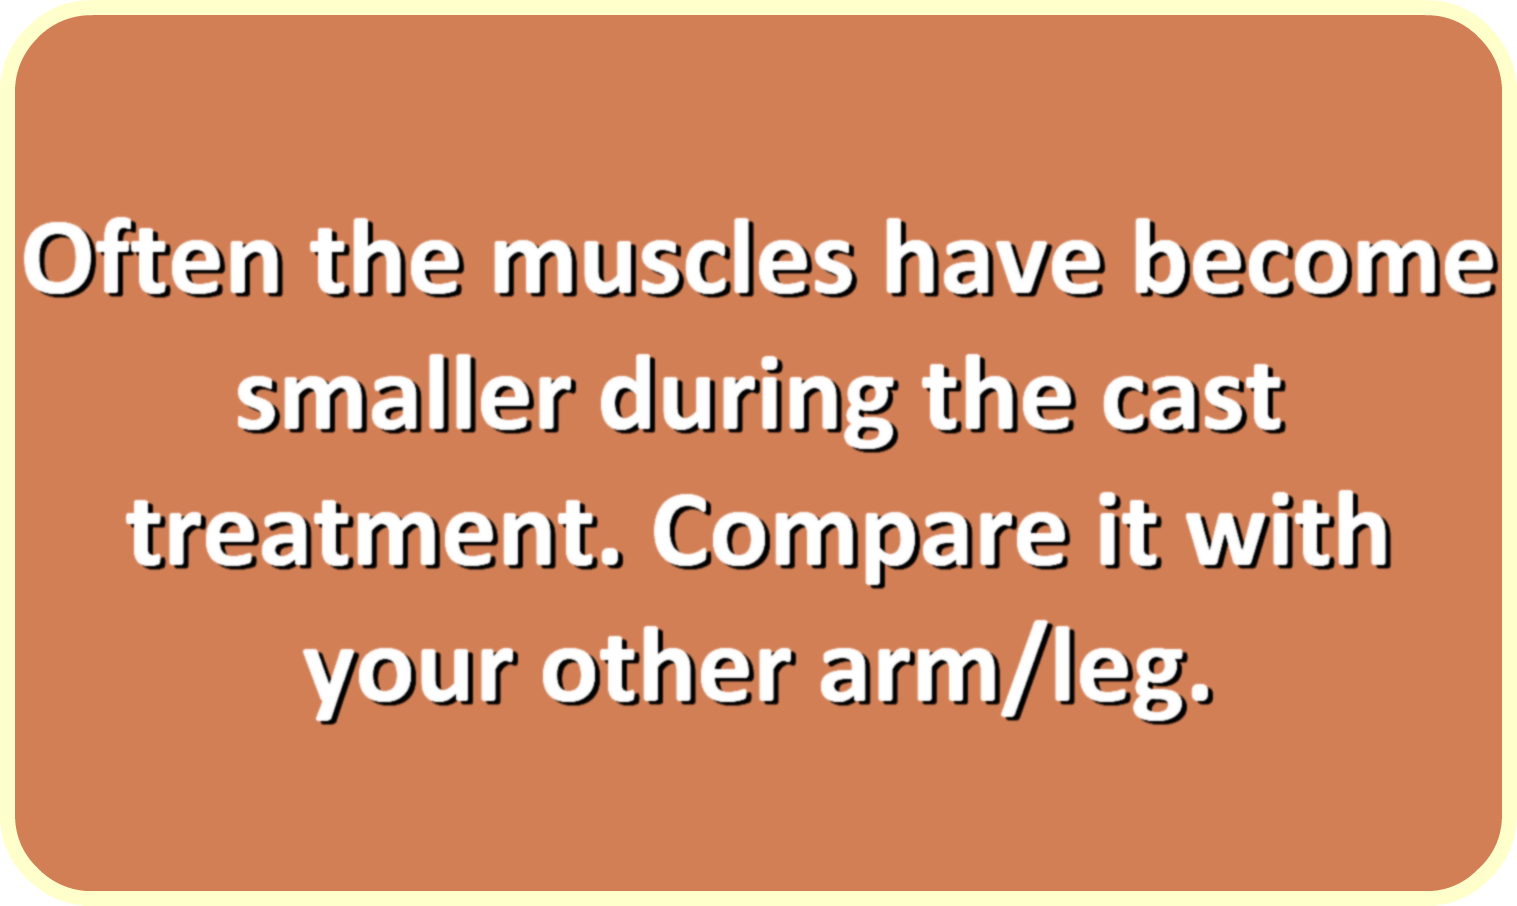 Often the muscles have become
smaller during the cast
treatment. Compare it with
your other arm/leg.